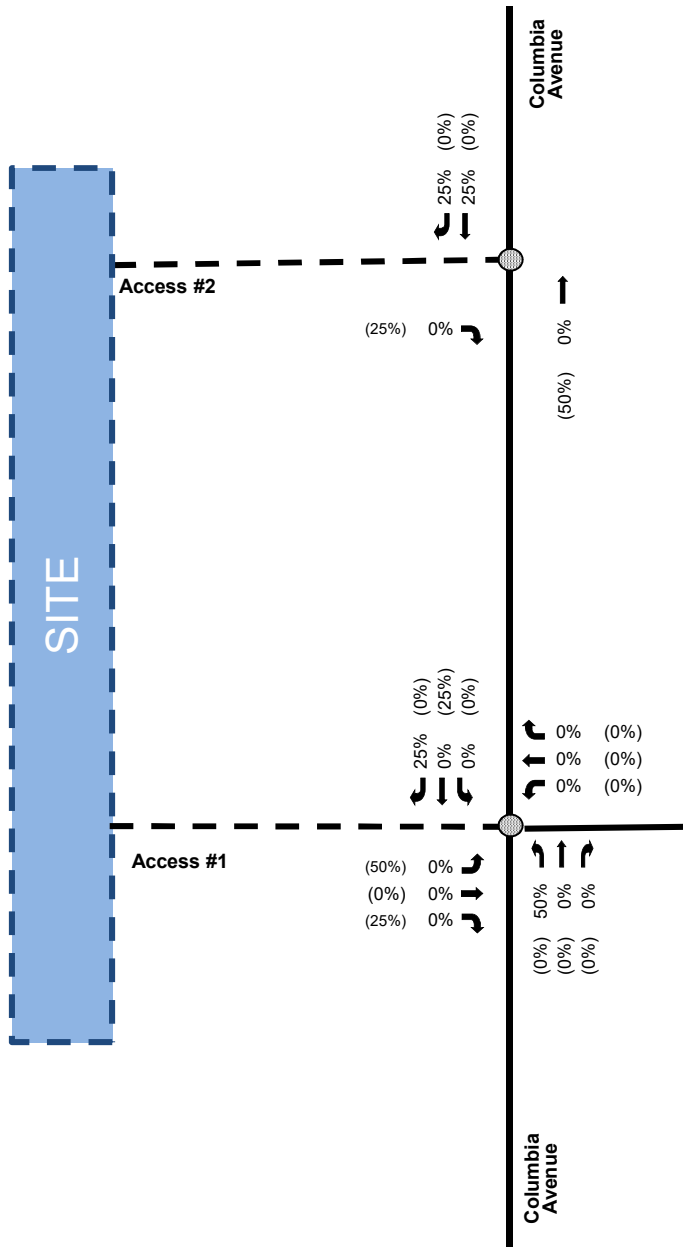 Columbia
Avenue
25% (0%)
25% (0%)
Access #2
(25%) 0%
(50%) 0%
SITE
25% (0%)
0% (25%)
0% (0%)
0% (0%)
0% (0%)
0% (0%)
Access #1
(50%) 0%
(0%) 0%
(25%) 0%
(0%) 50%
(0%) 0%
(0%) 0%
Columbia
Avenue